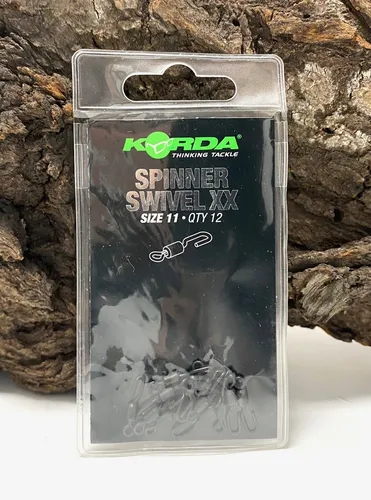 KORDA
THINKING TACKLE
SPINNER
SWIVEL XX
SIZE 11 • QTY 12